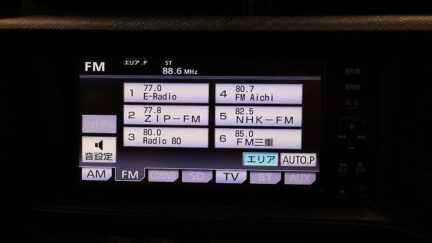 FM エリア.P ST
88.6 MHz
1 77.0 E-Radio
4 80.7 FM Aichi
2 77.8 ZIP-FM
5 82.5 NHK-FM
3 80.0 Radio 80
6 85.0 FM三重
音設定
エリア AUTO.P
AM FM CD/DVD SD TV BT AUX